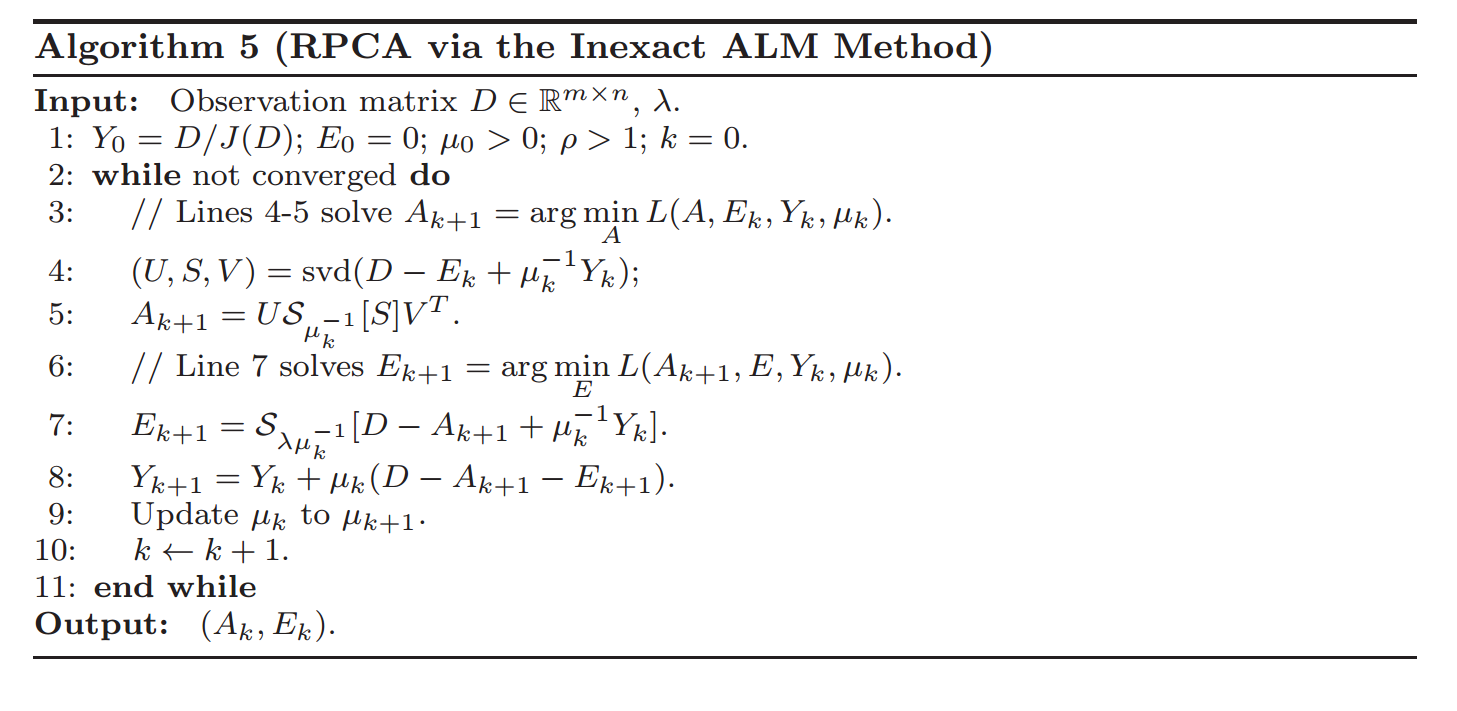 Algorithm 5 (RPCA via the Inexact ALM Method)
Input: Observation matrix $D \in \mathbb{R}^{m \times n}$, $\lambda$.
1: $Y_0 = D/J(D)$; $E_0 = 0$; $\mu_0 > 0$; $\rho > 1$; $k = 0$.
2: while not converged do
3: // Lines 4-5 solve $A_{k+1} = \arg\min_A L(A, E_k, Y_k, \mu_k)$.
4: $(U, S, V) = \mathrm{svd}(D - E_k + \mu_k^{-1} Y_k)$;
5: $A_{k+1} = U \mathcal{S}_{\mu_k^{-1}}[S] V^T$.
6: // Line 7 solves $E_{k+1} = \arg\min_E L(A_{k+1}, E, Y_k, \mu_k)$.
7: $E_{k+1} = \mathcal{S}_{\lambda \mu_k^{-1}}[D - A_{k+1} + \mu_k^{-1} Y_k]$.
8: $Y_{k+1} = Y_k + \mu_k(D - A_{k+1} - E_{k+1})$.
9: Update $\mu_k$ to $\mu_{k+1}$.
10: $k \leftarrow k + 1$.
11: end while
Output: $(A_k, E_k)$.